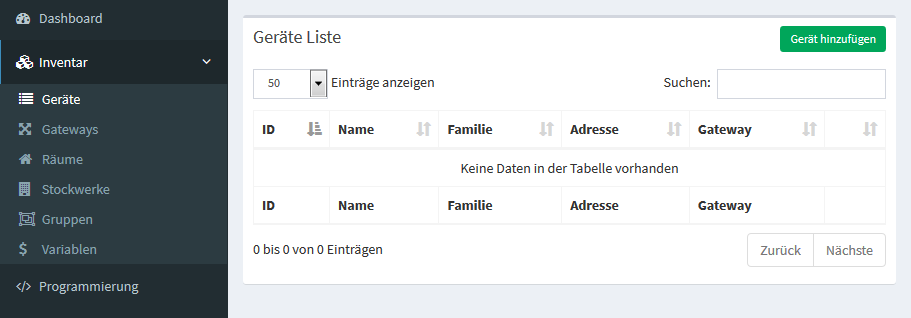 Dashboard
Inventar
Geräte
Gateways
Räume
Stockwerke
Gruppen
Variablen
Programmierung
Geräte Liste
Gerät hinzufügen
50 Einträge anzeigen
Suchen:
ID Name Familie Adresse Gateway
Keine Daten in der Tabelle vorhanden
ID Name Familie Adresse Gateway
0 bis 0 von 0 Einträgen
Zurück Nächste